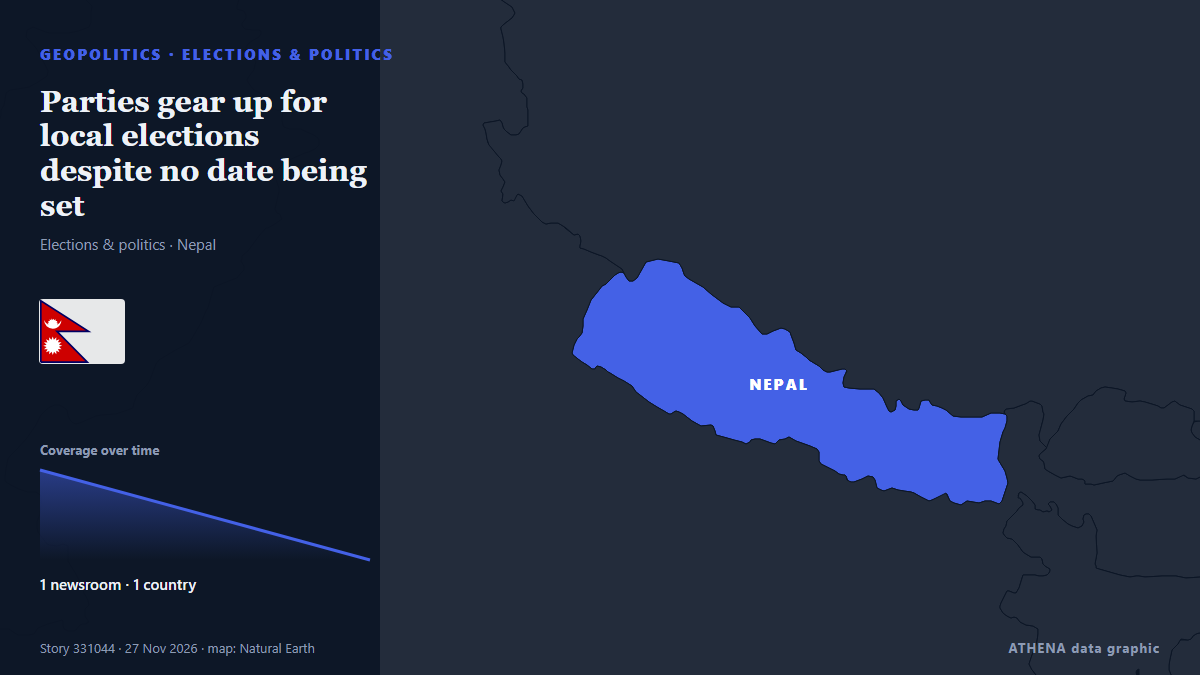 GEOPOLITICS · ELECTIONS & POLITICS
Parties gear up for
local elections
despite no date being
set
Elections & politics · Nepal
NEPAL
Coverage over time
1 newsroom · 1 country
Story 331044 · 27 Nov 2026 · map: Natural Earth
ATHENA data graphic